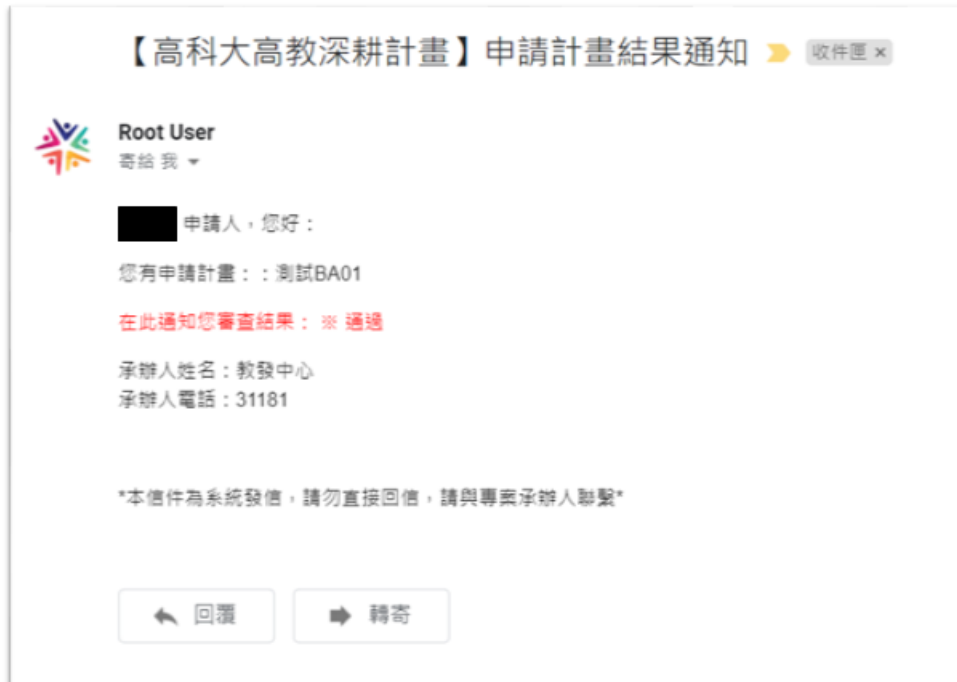 【高科大高教深耕計畫】申請計畫結果通知 收件匣 ×
Root User
寄給 我
申請人，您好：
您有申請計畫：：測試BA01
在此通知您審查結果： ※ 通過
承辦人姓名：教發中心
承辦人電話：31181
*本信件為系統發信，請勿直接回信，請與專案承辦人聯繫*
回覆
轉寄